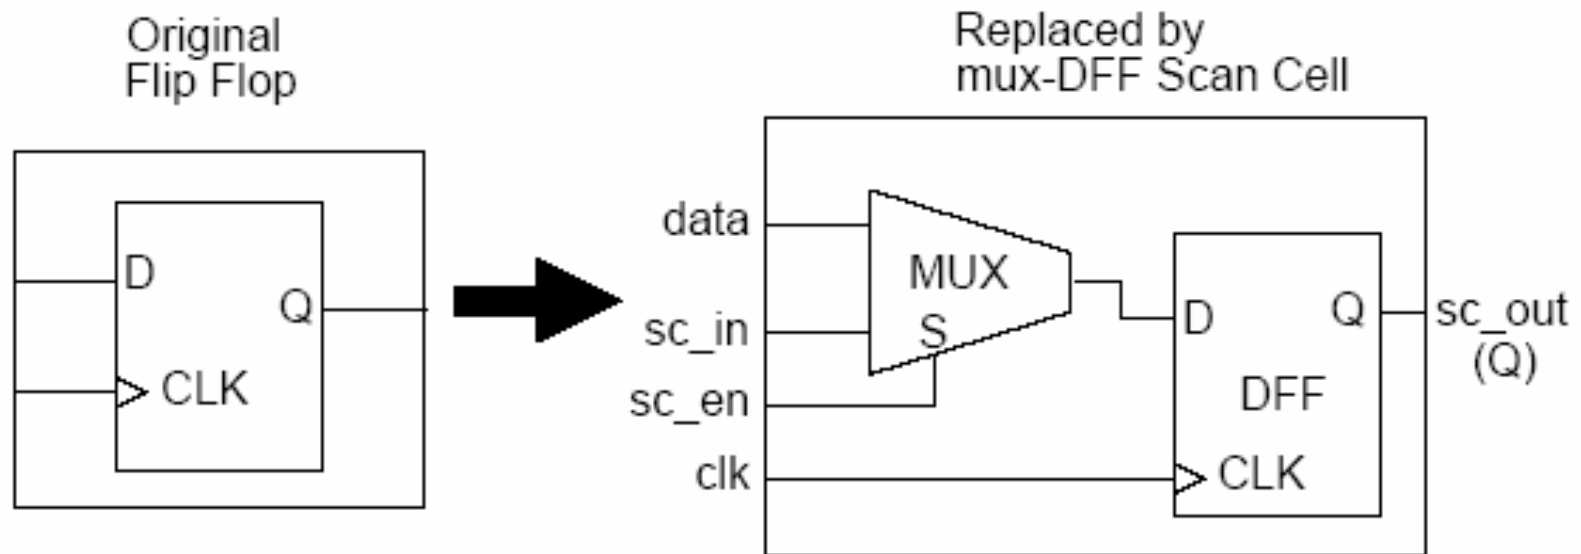 Original
Flip Flop
D
Q
CLK
Replaced by
mux-DFF Scan Cell
data
sc_in
sc_en
clk
MUX
S
D
Q
DFF
CLK
sc_out
(Q)